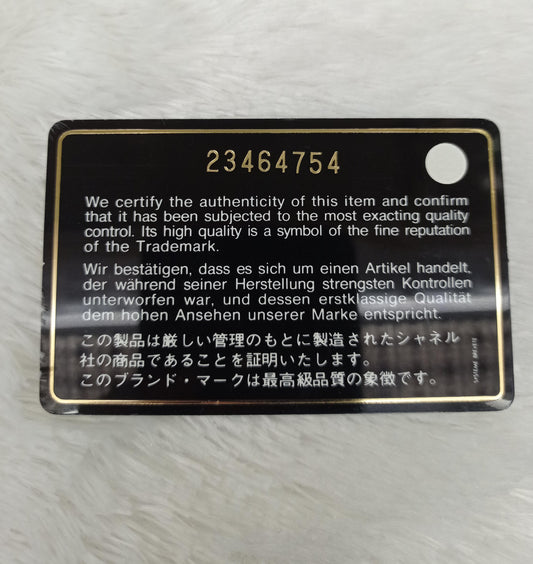 23464754
We certify the authenticity of this item and confirm
that it has been subjected to the most exacting quality
control. Its high quality is a symbol of the fine reputation
of the Trademark.
Wir bestätigen, dass es sich um einen Artikel handelt,
der während seiner Herstellung strengsten Kontrollen
unterworfen war, und dessen erstklassige Qualität
dem hohen Ansehen unserer Marke entspricht.
この製品は厳しい管理のもとに製造されたシャネル
社の商品であることを証明いたします。
このブランド・マークは最高級品質の象徴です。